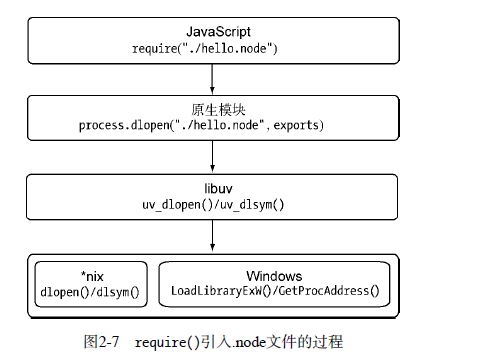 JavaScript
require("./hello.node")
原生模块
process.dlopen("./hello.node", exports)
libuv
uv_dlopen()/uv_dlsym()
*nix
dlopen()/dlsym()
Windows
LoadLibraryExW()/GetProcAddress()
图2-7 require()引入.node文件的过程